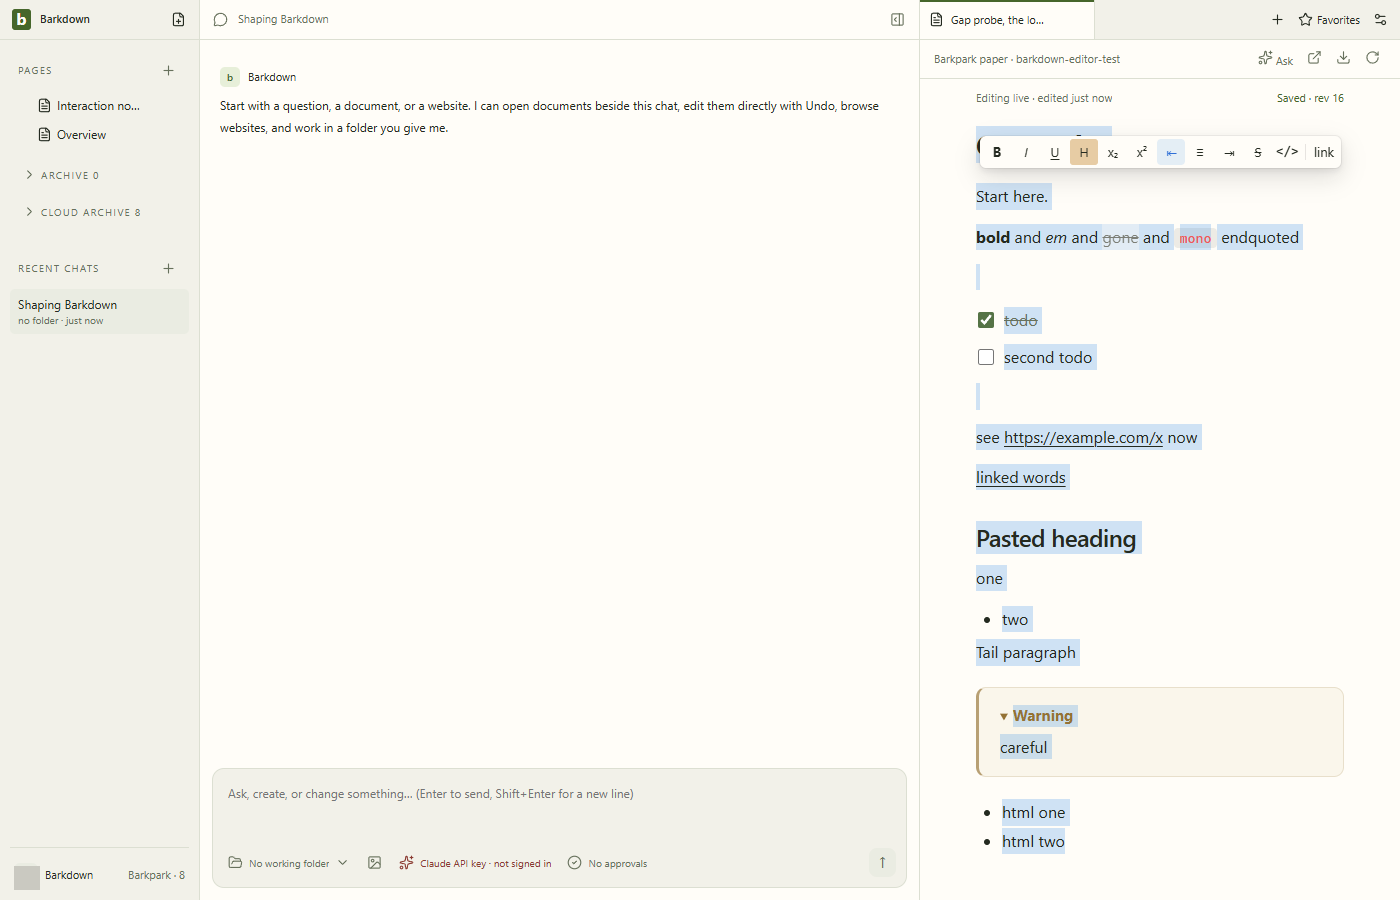 b Barkdown
PAGES
Interaction no...
Overview
ARCHIVE 0
CLOUD ARCHIVE 8
RECENT CHATS
Shaping Barkdown
no folder · just now
Barkdown
Barkpark · 8
Shaping Barkdown
b Barkdown
Start with a question, a document, or a website. I can open documents beside this chat, edit them directly with Undo, browse
websites, and work in a folder you give me.
Ask, create, or change something... (Enter to send, Shift+Enter for a new line)
No working folder
Claude API key · not signed in
No approvals
Gap probe, the lo...
Favorites
Barkpark paper · barkdown-editor-test
Ask
Editing live · edited just now
Saved · rev 16
B I U H x₂ x² S </> link
Start here.
bold and em and gone and mono endquoted
todo
second todo
see https://example.com/x now
linked words
Pasted heading
one
two
Tail paragraph
Warning
careful
html one
html two